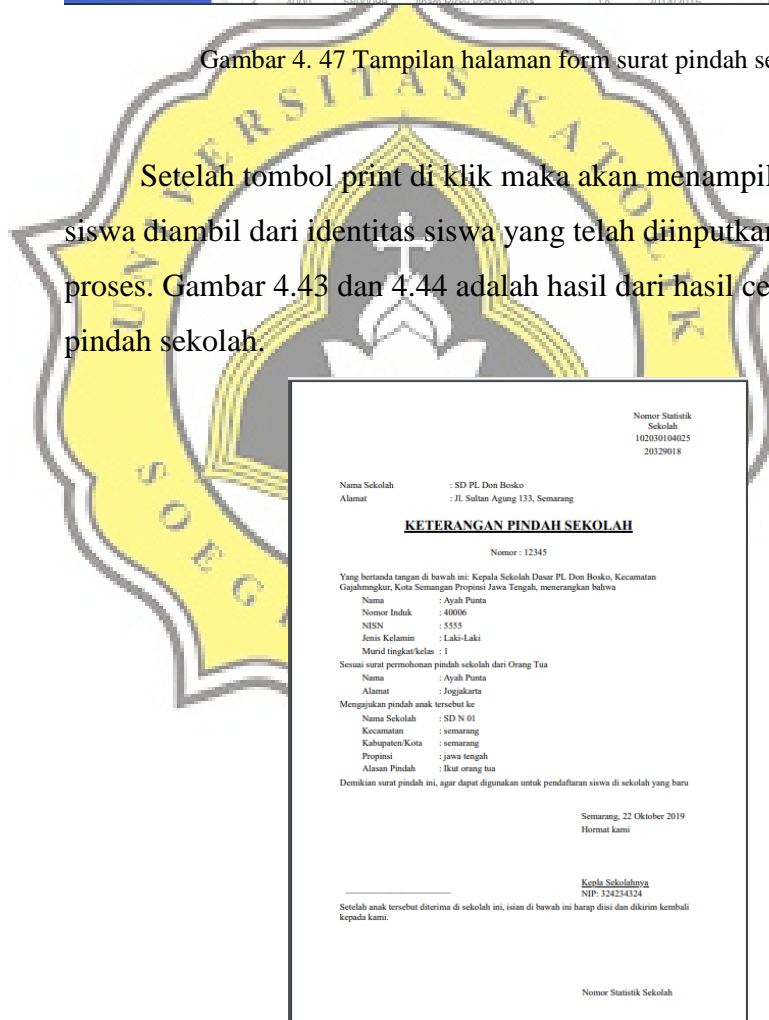 4000
Gambar 4. 47 Tampilan halaman form surat pindah se
UNIVERSITAS KATOLIK
Setelah tombol print di klik maka akan menampil
siswa diambil dari identitas siswa yang telah diinputkan
proses. Gambar 4.43 dan 4.44 adalah hasil dari hasil ce
pindah sekolah.
SOEGI
Nomor Statistik
Sekolah
102030104025
20329018
Nama Sekolah : SD PL Don Bosko
Alamat : Jl. Sultan Agung 133, Semarang
KETERANGAN PINDAH SEKOLAH
Nomor : 12345
Yang bertanda tangan di bawah ini: Kepala Sekolah Dasar PL Don Bosko, Kecamatan
Gajahmngkur, Kota Semangan Propinsi Jawa Tengah, menerangkan bahwa
Nama : Ayah Punta
Nomor Induk : 40006
NISN : 5555
Jenis Kelamin : Laki-Laki
Murid tingkat/kelas : 1
Sesuai surat permohonan pindah sekolah dari Orang Tua
Nama : Ayah Punta
Alamat : Jogjakarta
Mengajukan pindah anak tersebut ke
Nama Sekolah : SD N 01
Kecamatan : semarang
Kabupaten/Kota : semarang
Propinsi : jawa tengah
Alasan Pindah : Ikut orang tua
Demikian surat pindah ini, agar dapat digunakan untuk pendaftaran siswa di sekolah yang baru
Semarang, 22 Oktober 2019
Hormat kami
Kepla Sekolahnya
NIP: 324234324
Setelah anak tersebut diterima di sekolah ini, isian di bawah ini harap diisi dan dikirim kembali
kepada kami.
Nomor Statistik Sekolah